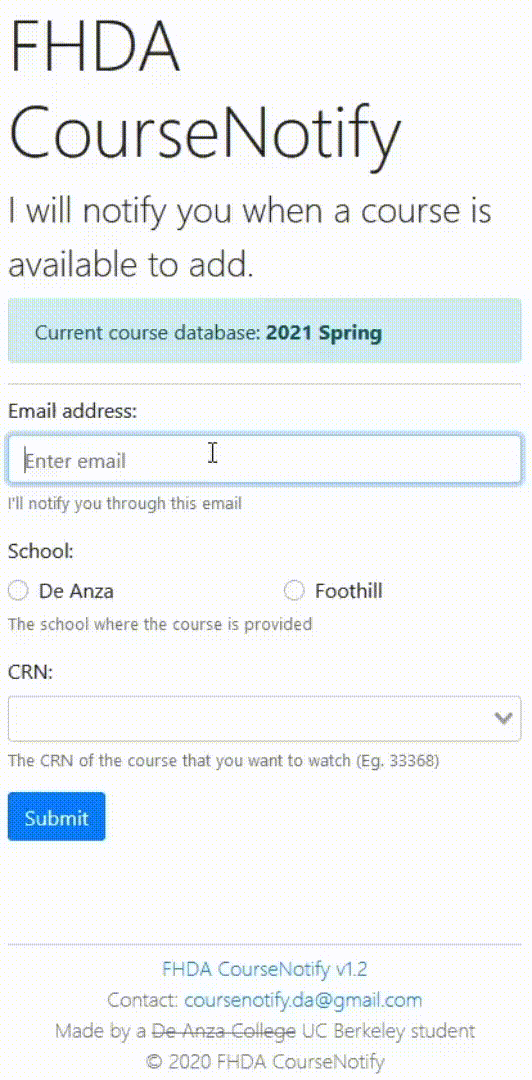 FHDA
CourseNotify
I will notify you when a course is
available to add.
Current course database: 2021 Spring
Email address:
Enter email
I'll notify you through this email
School:
De Anza Foothill
The school where the course is provided
CRN:
The CRN of the course that you want to watch (Eg. 33368)
Submit
FHDA CourseNotify v1.2
Contact: coursenotify.da@gmail.com
Made by a De Anza College UC Berkeley student
© 2020 FHDA CourseNotify